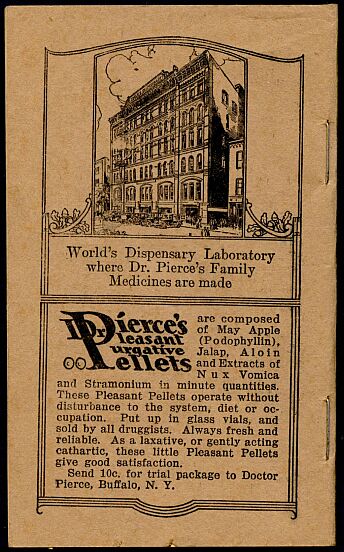 World's Dispensary Laboratory
where Dr. Pierce's Family
Medicines are made
Dr. Pierce's
Pleasant
Purgative
Pellets
are composed
of May Apple
(Podophyllin),
Jalap, Aloin
and Extracts of
Nux Vomica
and Stramonium in minute quantities.
These Pleasant Pellets operate without
disturbance to the system, diet or oc-
cupation. Put up in glass vials, and
sold by all druggists. Always fresh and
reliable. As a laxative, or gently acting
cathartic, these little Pleasant Pellets
give good satisfaction.
Send 10c. for trial package to Doctor
Pierce, Buffalo, N. Y.